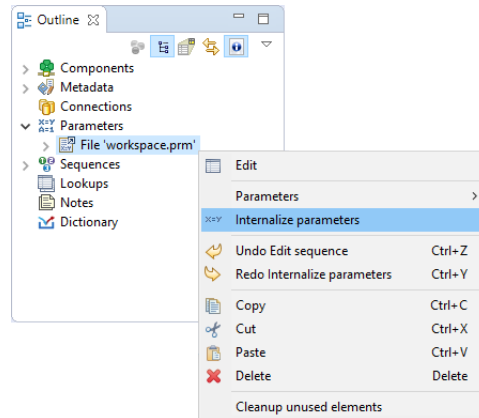 Outline
Components
Metadata
Connections
Parameters
File 'workspace.prm'
Sequences
Lookups
Notes
Dictionary
Edit
Parameters
X=Y Internalize parameters
Undo Edit sequence Ctrl+Z
Redo Internalize parameters Ctrl+Y
Copy Ctrl+C
Cut Ctrl+X
Paste Ctrl+V
Delete Delete
Cleanup unused elements